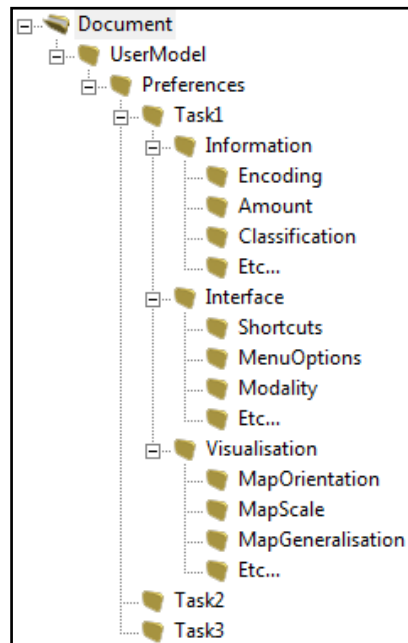 Document
UserModel
Preferences
Task1
Information
Encoding
Amount
Classification
Etc...
Interface
Shortcuts
MenuOptions
Modality
Etc...
Visualisation
MapOrientation
MapScale
MapGeneralisation
Etc...
Task2
Task3